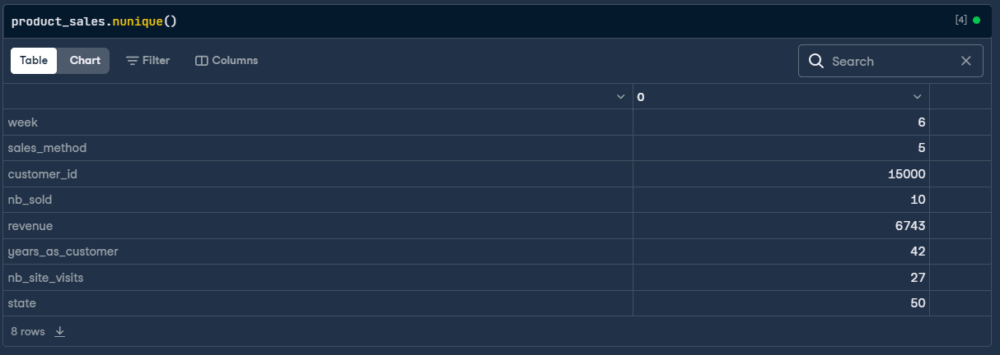 product_sales.nunique() [4]
Table Chart Filter Columns Search
0
week 6
sales_method 5
customer_id 15000
nb_sold 10
revenue 6743
years_as_customer 42
nb_site_visits 27
state 50
8 rows